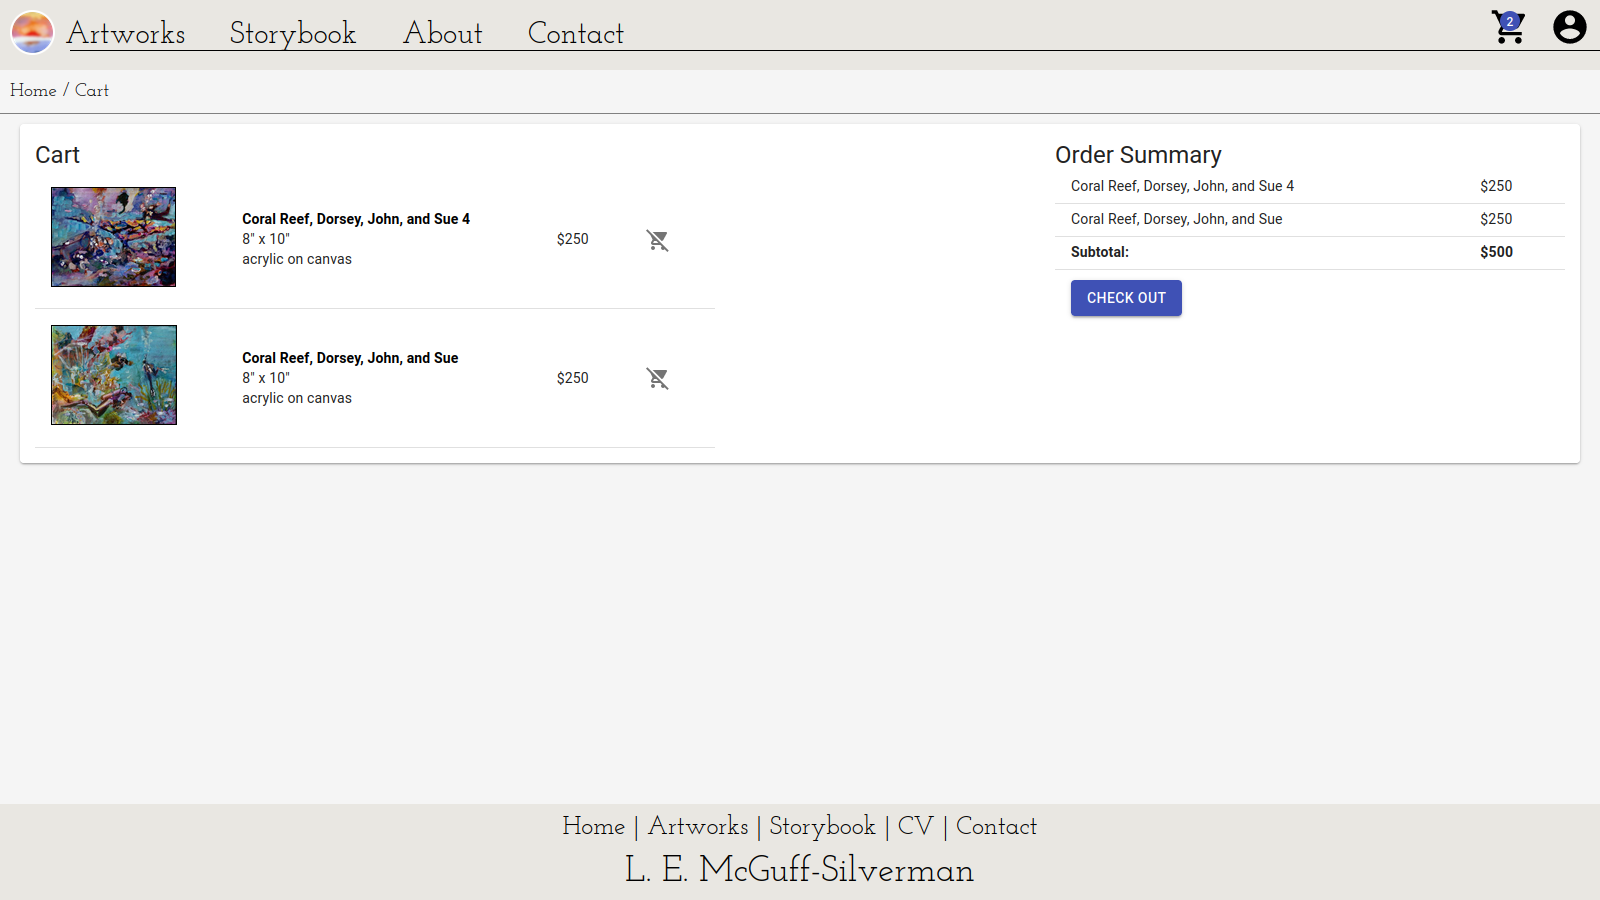 Artworks Storybook About Contact 2
Home / Cart
Cart
Coral Reef, Dorsey, John, and Sue 4
8" x 10"
acrylic on canvas
$250
Coral Reef, Dorsey, John, and Sue
8" x 10"
acrylic on canvas
$250
Order Summary
Coral Reef, Dorsey, John, and Sue 4 $250
Coral Reef, Dorsey, John, and Sue $250
Subtotal: $500
CHECK OUT
Home | Artworks | Storybook | CV | Contact
L. E. McGuff-Silverman